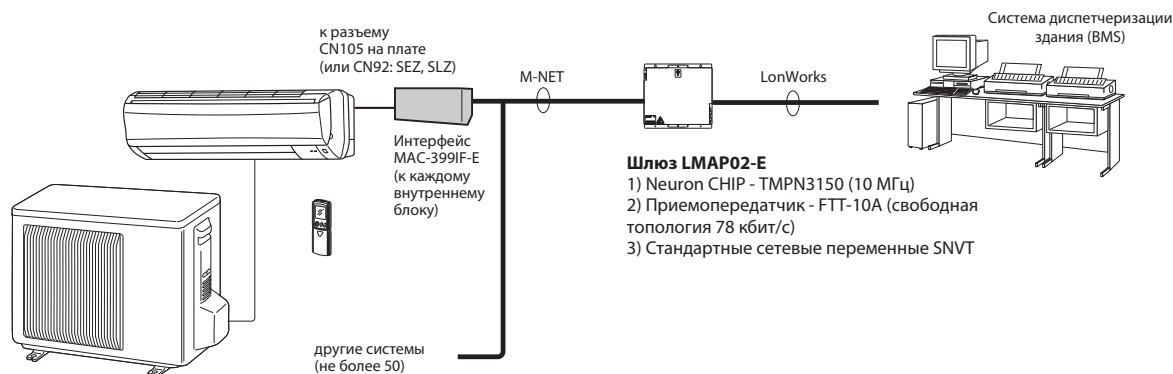 к разъему
CN105 на плате
(или CN92: SEZ, SLZ)
Интерфейс
MAC-399IF-E
(к каждому
внутреннему
блоку)
M-NET
LonWorks
Система диспетчеризации
здания (BMS)
Шлюз LMAP02-E
1) Neuron CHIP - TMPN3150 (10 МГц)
2) Приемопередатчик - FTT-10A (свободная
топология 78 кбит/с)
3) Стандартные сетевые переменные SNVT
другие системы
(не более 50)